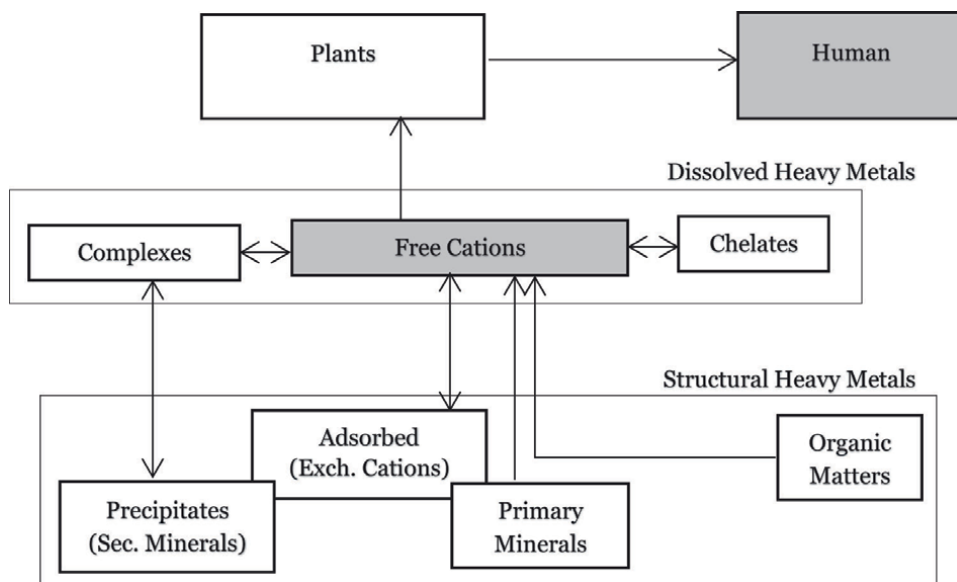 Plants
Human
Dissolved Heavy Metals
Complexes
Free Cations
Chelates
Structural Heavy Metals
Adsorbed
(Exch. Cations)
Organic
Matters
Precipitates
(Sec. Minerals)
Primary
Minerals